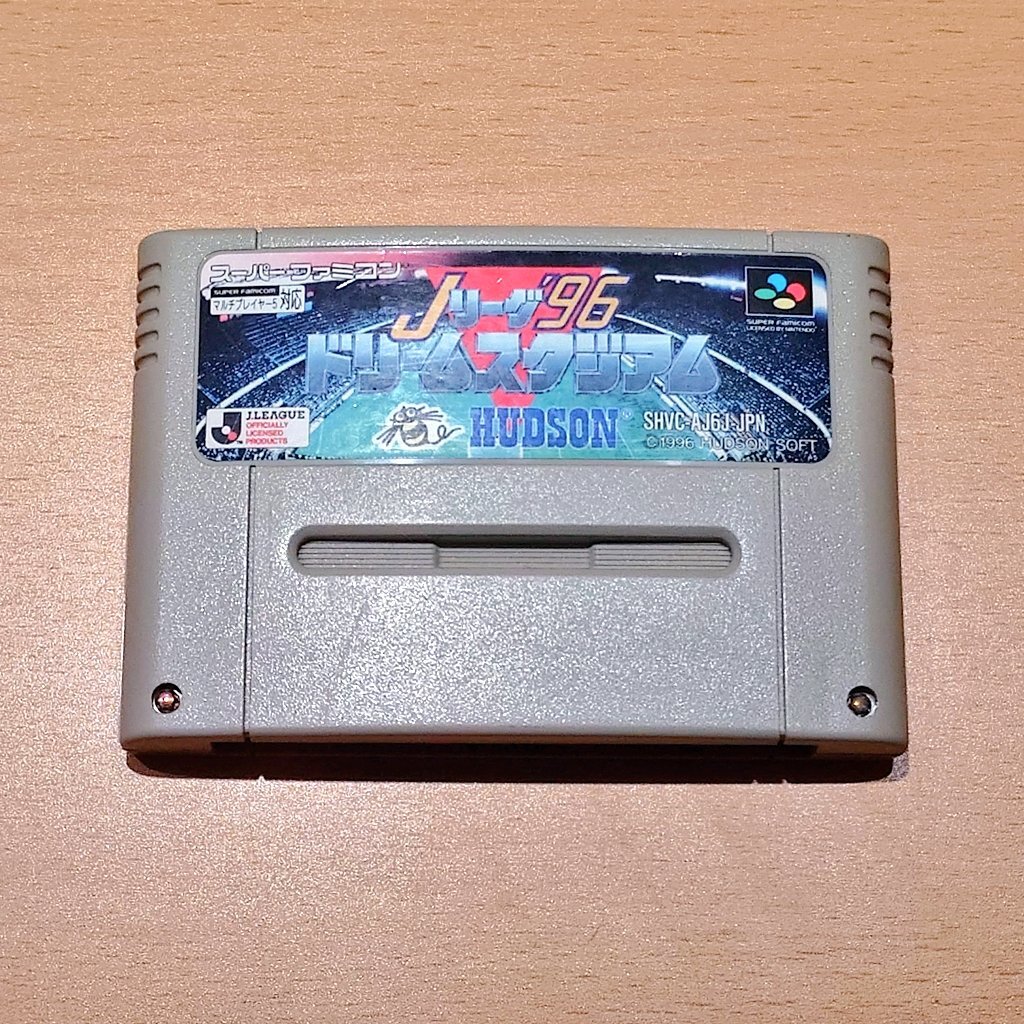 スーパーファミコン
SUPER FAMICOM
マルチプレイヤー5対応
Jリーグ'96
ドリームスタジアム
SUPER FAMICOM
LICENSED BY NINTENDO
J.LEAGUE
OFFICIALLY
LICENSED
PRODUCTS
HUDSON®
SHVC-AJ6J-JPN
©1996 HUDSON SOFT